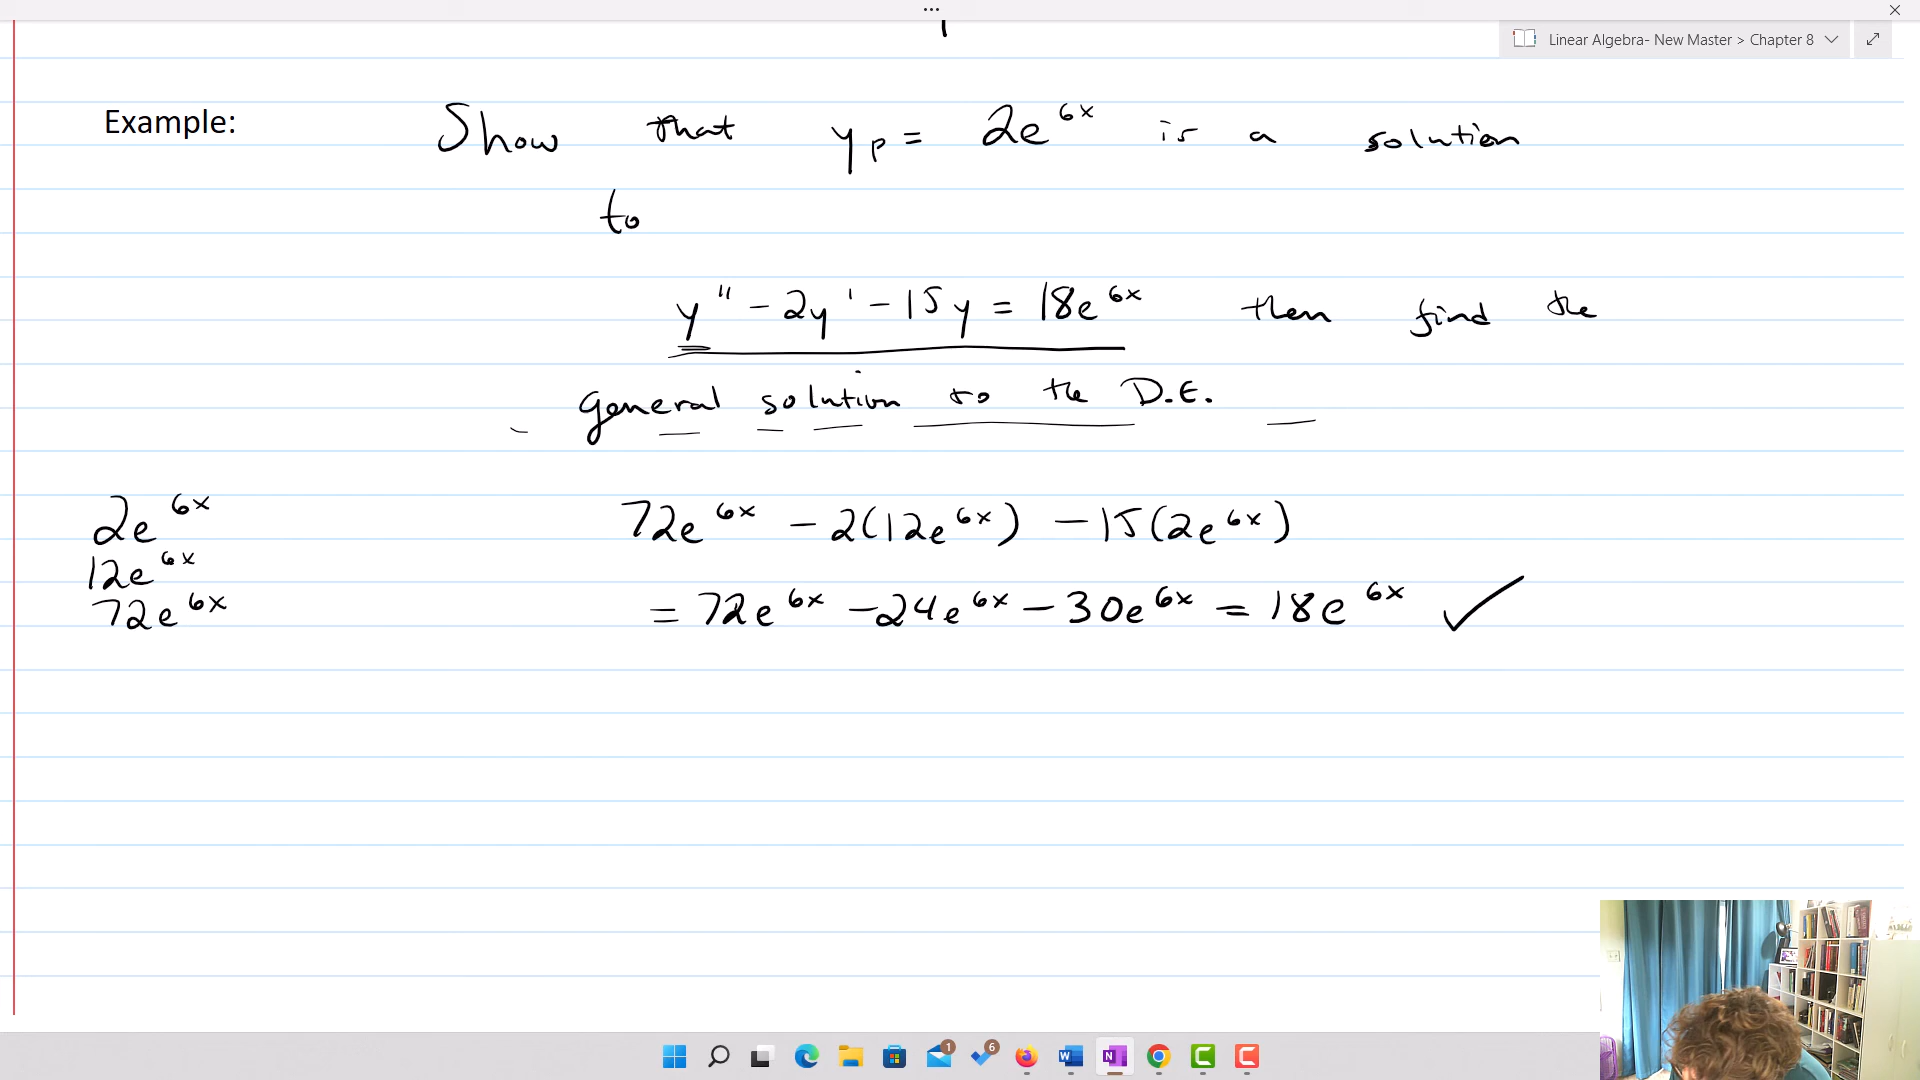 Linear Algebra- New Master > Chapter 8
Example: Show that yₚ = 2e^{6x} is a solution
to
y'' - 2y' - 15y = 18e^{6x} then find the
general solution to the D.E.
2e^{6x}
12e^{6x}
72e^{6x}
72e^{6x} - 2(12e^{6x}) - 15(2e^{6x})
= 72e^{6x} - 24e^{6x} - 30e^{6x} = 18e^{6x} ✓
1
6